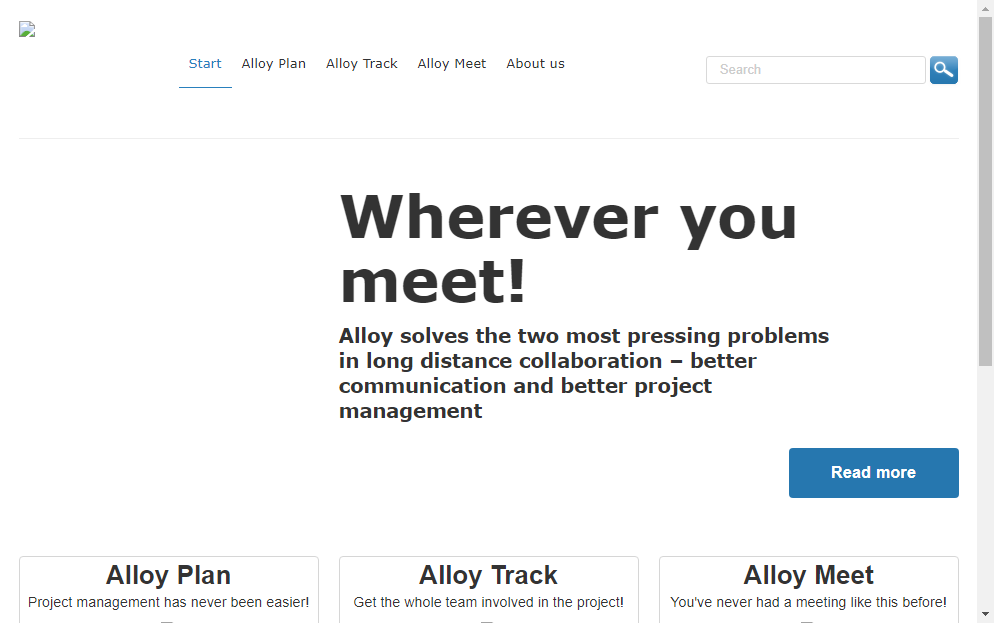 Start Alloy Plan Alloy Track Alloy Meet About us Search
Wherever you
meet!
Alloy solves the two most pressing problems
in long distance collaboration – better
communication and better project
management
Read more
Alloy Plan Alloy Track Alloy Meet
Project management has never been easier! Get the whole team involved in the project! You've never had a meeting like this before!